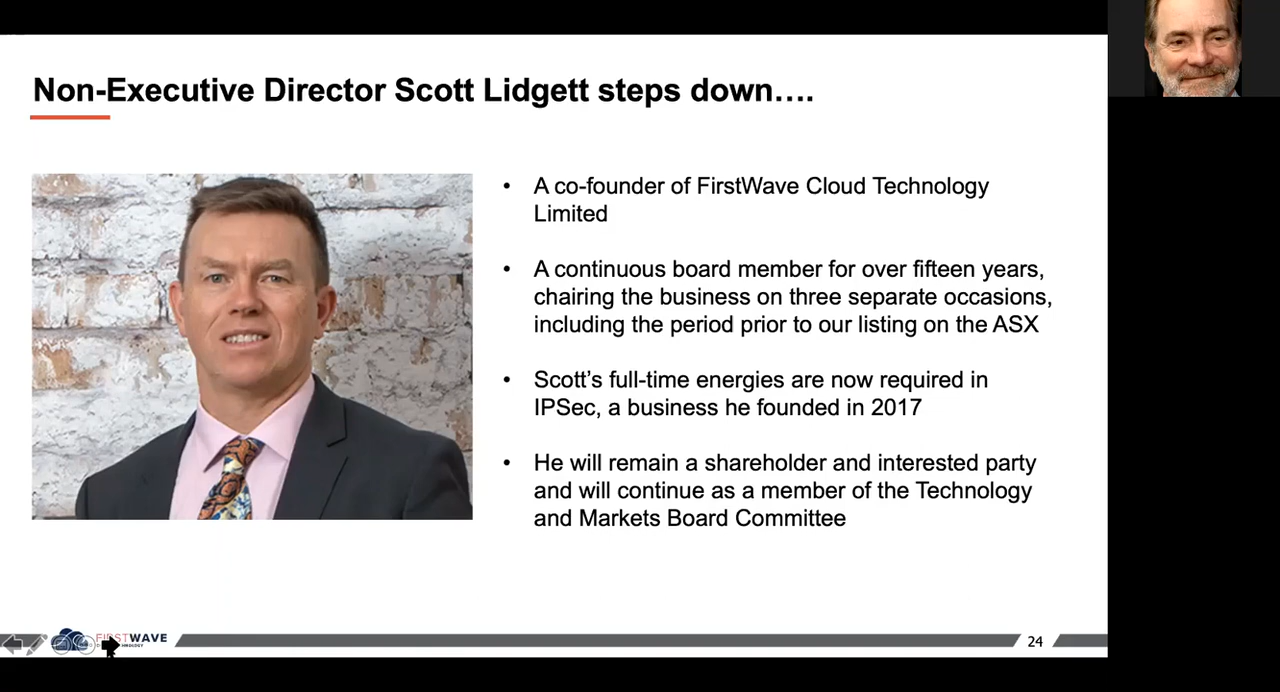 Non-Executive Director Scott Lidgett steps down….
• A co-founder of FirstWave Cloud Technology
Limited
• A continuous board member for over fifteen years,
chairing the business on three separate occasions,
including the period prior to our listing on the ASX
• Scott’s full-time energies are now required in
IPSec, a business he founded in 2017
• He will remain a shareholder and interested party
and will continue as a member of the Technology
and Markets Board Committee
FIRSTWAVE
24